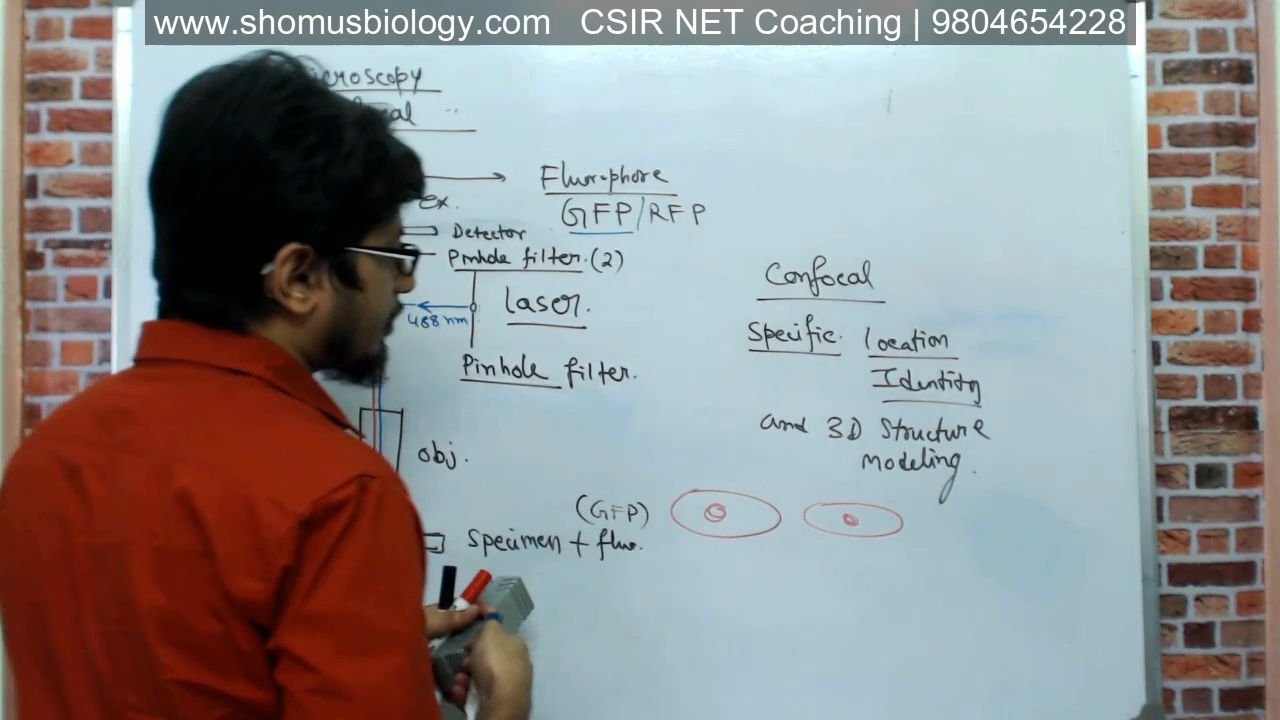 www.shomusbiology.com CSIR NET Coaching | 9804654228
icroscopy
al
Fluorophore
ex.
GFP/RFP
Detector
Pinhole filter. (2)
laser.
488 nm
Pinhole filter.
obj.
(GFP)
Specimen + fluo.
Confocal
Specific. location
Identity
and 3D Structure
modeling.